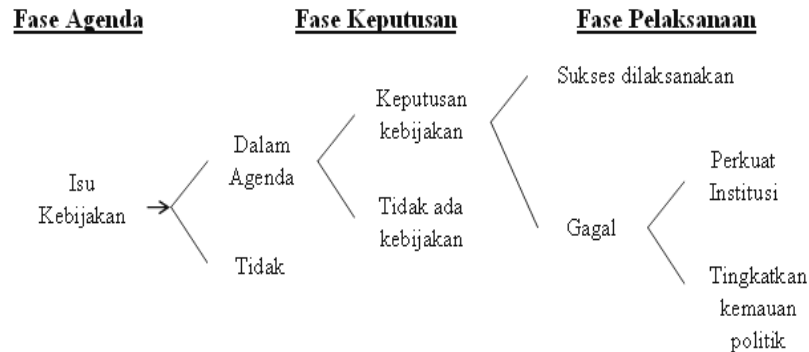 Fase Agenda
Fase Keputusan
Fase Pelaksanaan
Isu
Kebijakan
Dalam
Agenda
Tidak
Keputusan
kebijakan
Tidak ada
kebijakan
Sukses dilaksanakan
Gagal
Perkuat
Institusi
Tingkatkan
kemauan
politik